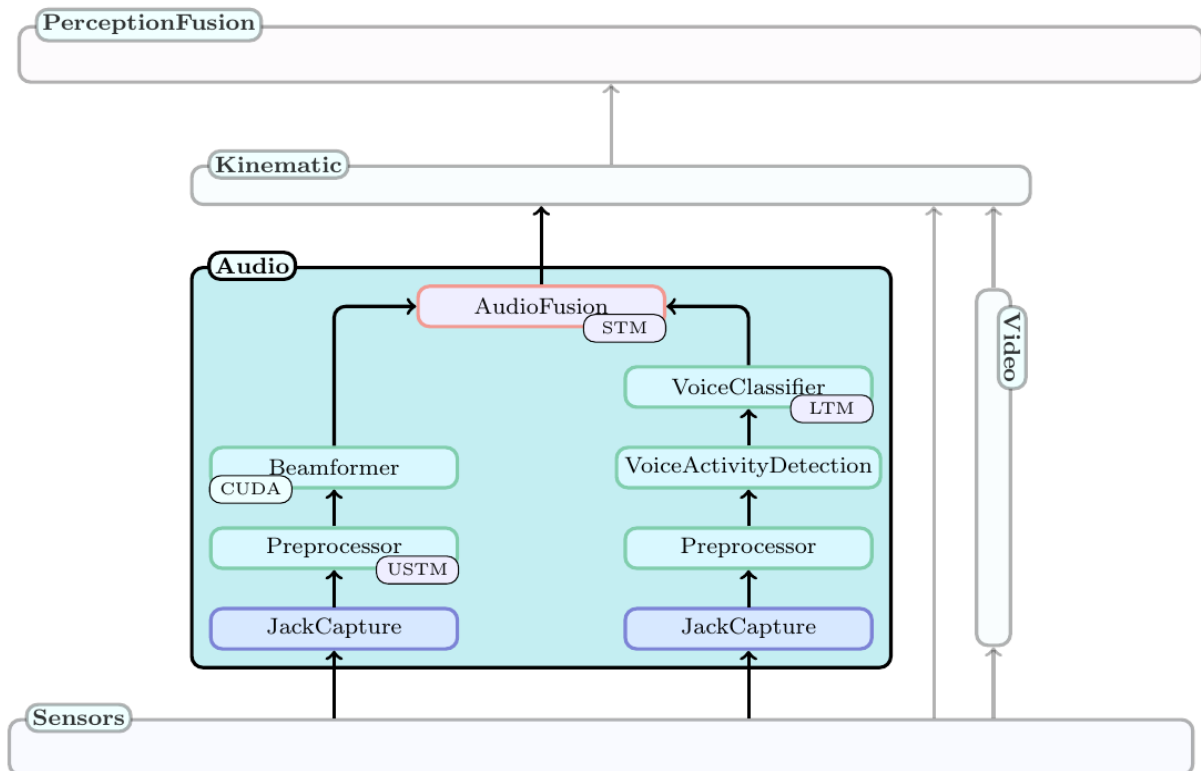 PerceptionFusion
Kinematic
Audio
AudioFusion
STM
Video
VoiceClassifier
LTM
Beamformer
CUDA
VoiceActivityDetection
Preprocessor
USTM
Preprocessor
JackCapture
JackCapture
Sensors